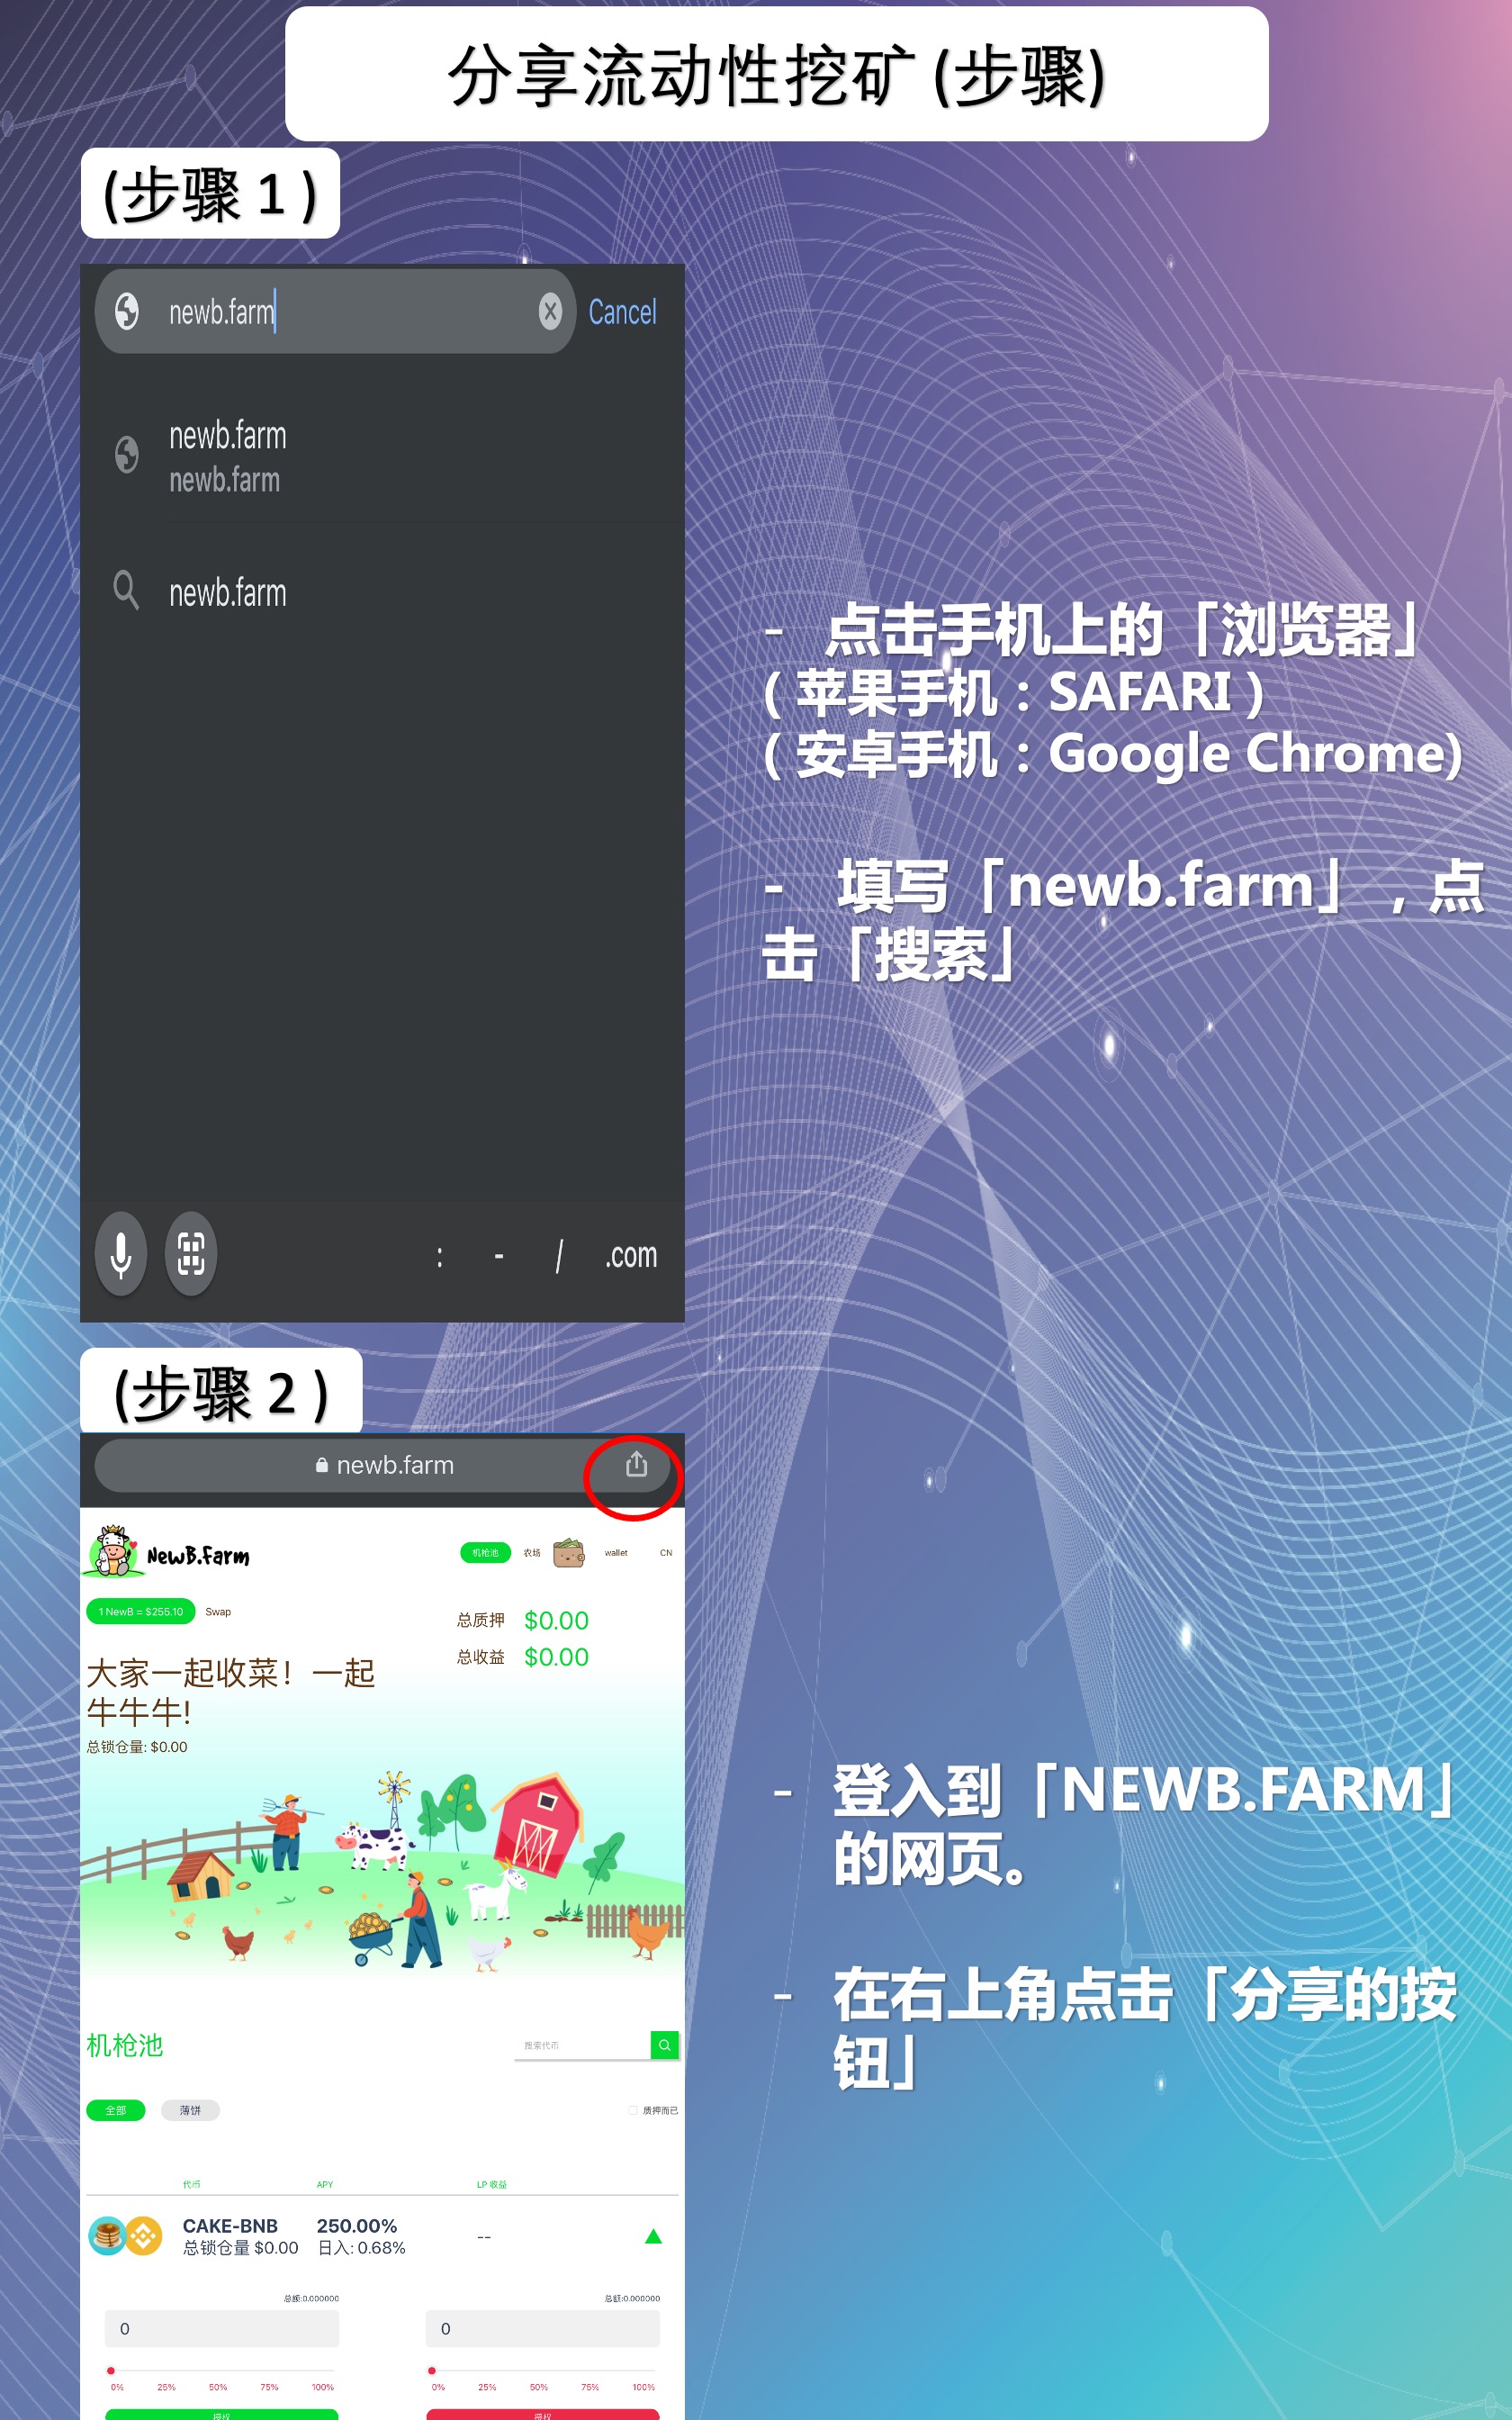 分享流动性挖矿 (步骤)
(步骤 1 )
newb.farm
Cancel
newb.farm
newb.farm
newb.farm
: - / .com
- 点击手机上的「浏览器」
( 苹果手机：SAFARI )
( 安卓手机：Google Chrome)
- 填写「newb.farm」，点
击「搜索」
(步骤 2 )
newb.farm
NewB.Farm
机枪池 农场 wallet CN
1 NewB = $255.10 Swap
总质押 $0.00
总收益 $0.00
大家一起收菜！一起
牛牛牛!
总锁仓量: $0.00
机枪池
搜索代币
全部 薄饼
质押而已
代币 APY LP 收益
CAKE-BNB 250.00% --
总锁仓量 $0.00 日入: 0.68%
总额:0.000000 总额:0.000000
0 0
0% 25% 50% 75% 100% 0% 25% 50% 75% 100%
授权 授权
- 登入到「NEWB.FARM」
的网页。
- 在右上角点击「分享的按
钮」